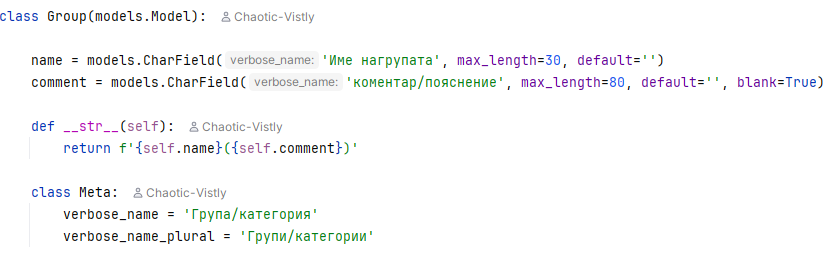 class Group(models.Model): Chaotic-Vistly
name = models.CharField( verbose_name: 'Име нагрупата', max_length=30, default='')
comment = models.CharField( verbose_name: 'коментар/пояснение', max_length=80, default='', blank=True)
def __str__(self): Chaotic-Vistly
return f'{self.name}({self.comment})'
class Meta: Chaotic-Vistly
verbose_name = 'Група/категория'
verbose_name_plural = 'Групи/категории'